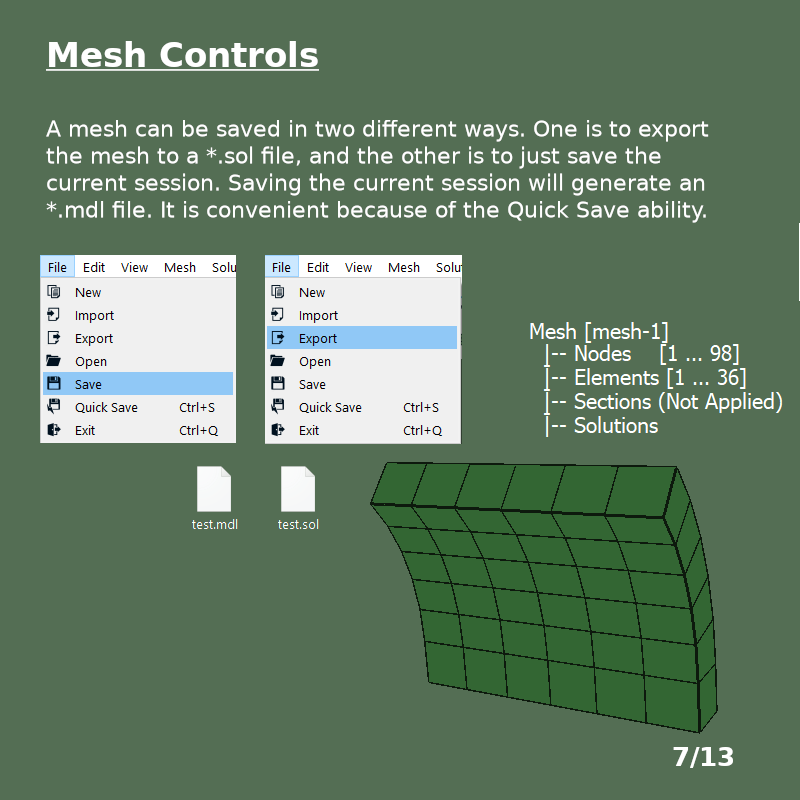 Mesh Controls
A mesh can be saved in two different ways. One is to export
the mesh to a *.sol file, and the other is to just save the
current session. Saving the current session will generate an
*.mdl file. It is convenient because of the Quick Save ability.
File Edit View Mesh Solu
New
Import
Export
Open
Save
Quick Save Ctrl+S
Exit Ctrl+Q
File Edit View Mesh Solu
New
Import
Export
Open
Save
Quick Save Ctrl+S
Exit Ctrl+Q
Mesh [mesh-1]
|-- Nodes [1 ... 98]
|-- Elements [1 ... 36]
|-- Sections (Not Applied)
|-- Solutions
test.mdl
test.sol
7/13